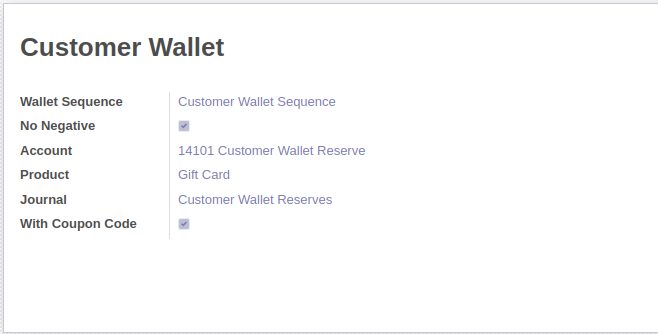 Customer Wallet
Wallet Sequence Customer Wallet Sequence
No Negative
Account 14101 Customer Wallet Reserve
Product Gift Card
Journal Customer Wallet Reserves
With Coupon Code